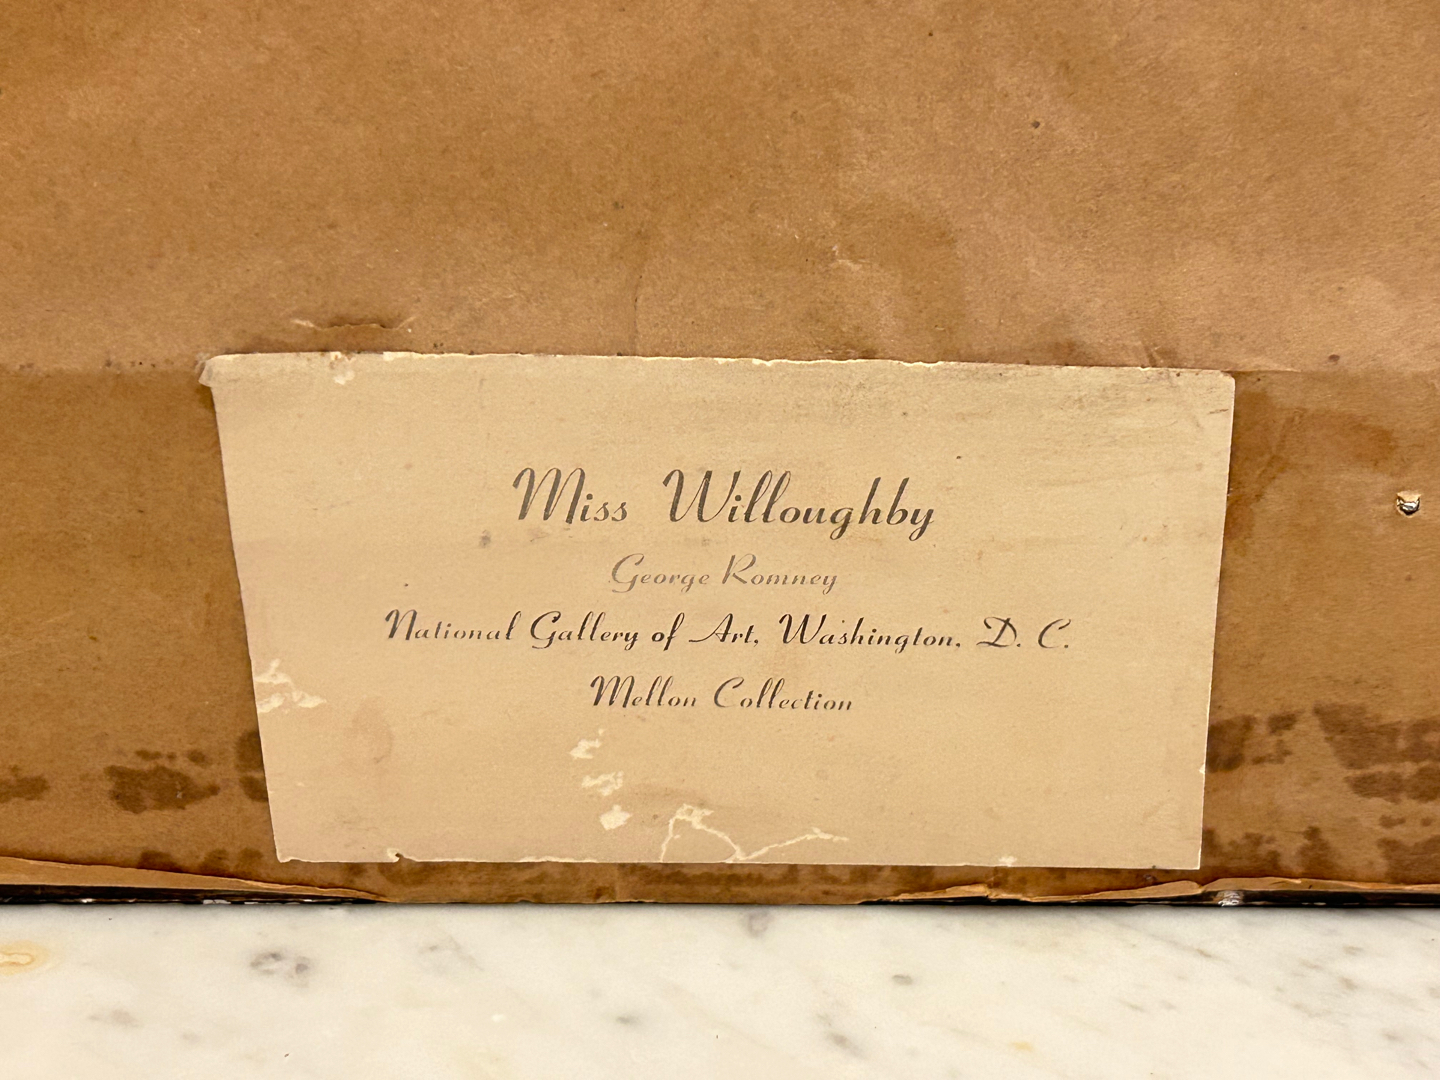 Miss Willoughby
George Romney
National Gallery of Art, Washington, D. C.
Mellon Collection